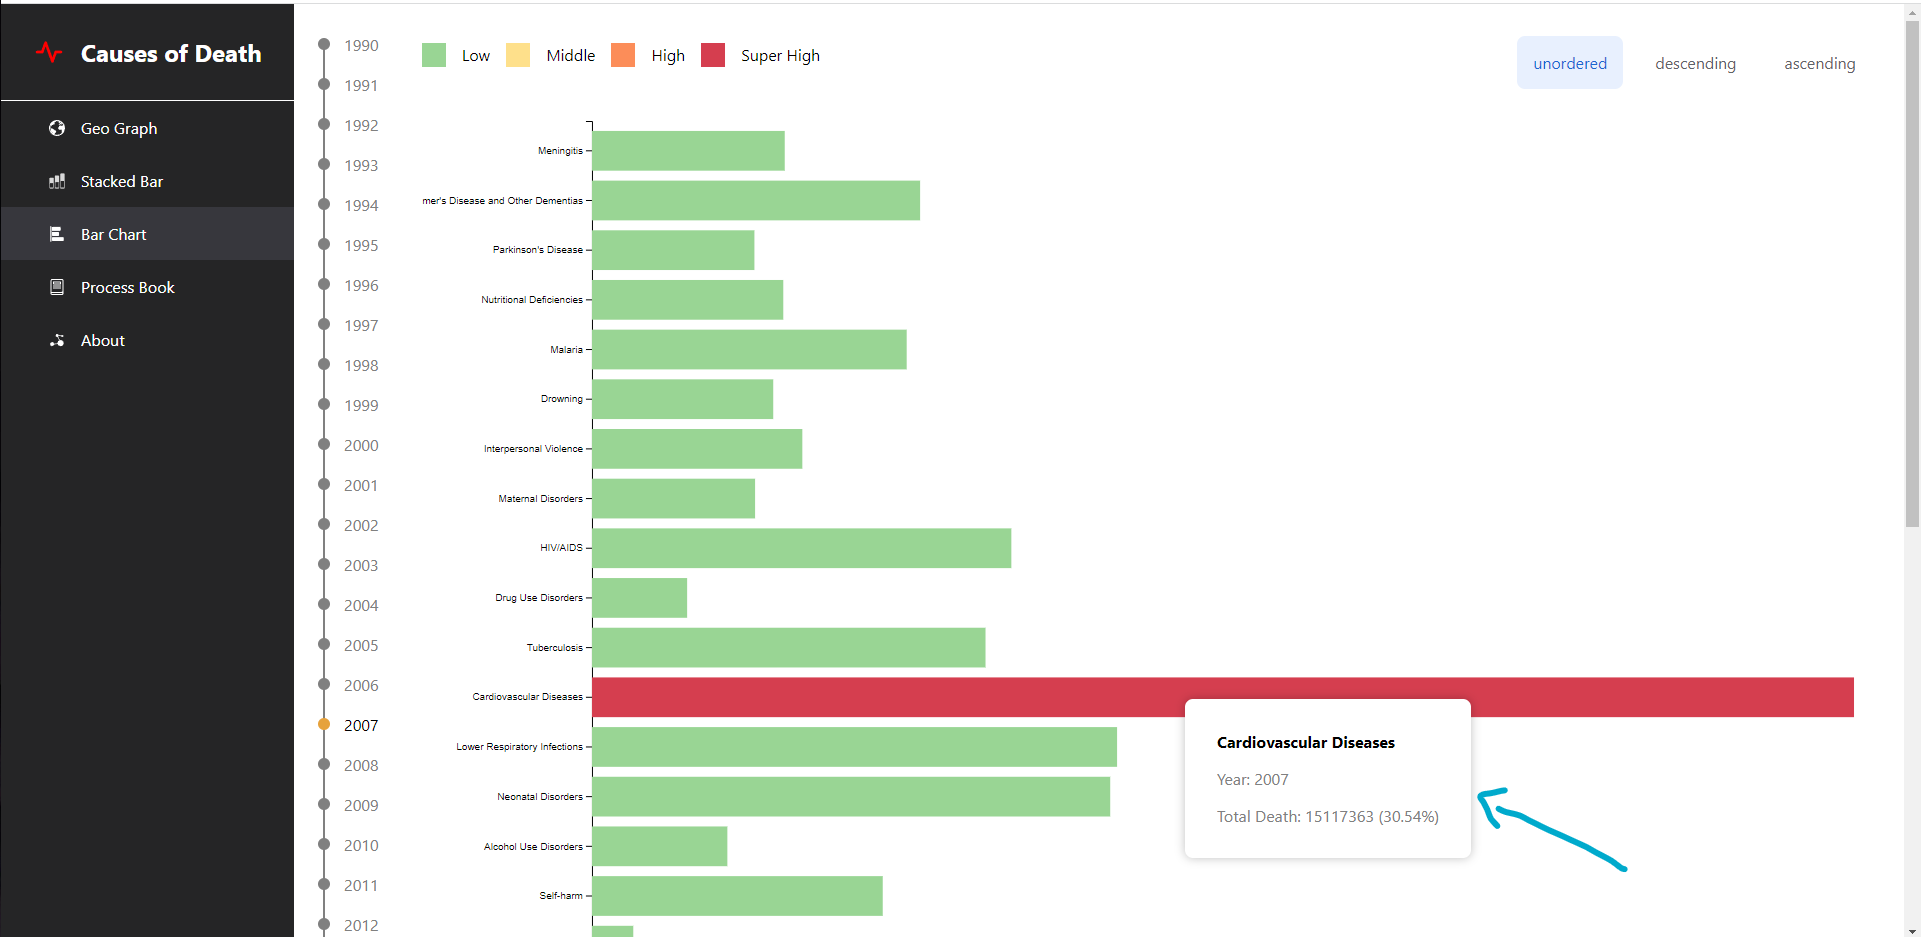 Causes of Death
Geo Graph
Stacked Bar
Bar Chart
Process Book
About
1990
1991
1992
1993
1994
1995
1996
1997
1998
1999
2000
2001
2002
2003
2004
2005
2006
2007
2008
2009
2010
2011
2012
Low Middle High Super High
unordered descending ascending
Meningitis
mer's Disease and Other Dementias
Parkinson's Disease
Nutritional Deficiencies
Malaria
Drowning
Interpersonal Violence
Maternal Disorders
HIV/AIDS
Drug Use Disorders
Tuberculosis
Cardiovascular Diseases
Lower Respiratory Infections
Neonatal Disorders
Alcohol Use Disorders
Self-harm
Cardiovascular Diseases
Year: 2007
Total Death: 15117363 (30.54%)